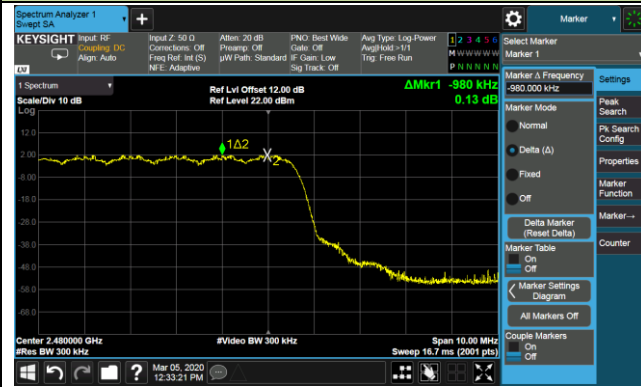 Spectrum Analyzer 1
Swept SA
Marker
KEYSIGHT
Input: RF
Coupling: DC
Align: Auto
Input Z: 50 Ω
Corrections: Off
Freq Ref: Int (S)
NFE: Adaptive
Atten: 20 dB
Preamp: Off
µW Path: Standard
PNO: Best Wide
Gate: Off
IF Gain: Low
Sig Track: Off
Avg Type: Log-Power
Avg|Hold:>1/1
Trig: Free Run
1 2 3 4 5 6
M W W W W W
P N N N N N
Select Marker
Marker 1
LXI
1 Spectrum
Scale/Div 10 dB
Ref Lvl Offset 12.00 dB
Ref Level 22.00 dBm
ΔMkr1 -980 kHz
0.13 dB
Log
12.0
2.00
-8.00
-18.0
-28.0
-38.0
-48.0
-58.0
-68.0
1Δ2
2
Center 2.480000 GHz
#Res BW 300 kHz
#Video BW 300 kHz
Span 10.00 MHz
Sweep 16.7 ms (2001 pts)
Marker Δ Frequency
-980.000 kHz
Marker Mode
Normal
Delta (Δ)
Fixed
Off
Delta Marker
(Reset Delta)
Marker Table
On
Off
Marker Settings
Diagram
All Markers Off
Couple Markers
On
Off
Settings
Peak
Search
Pk Search
Config
Properties
Marker
Function
Marker→
Counter
Mar 05, 2020
12:33:21 PM